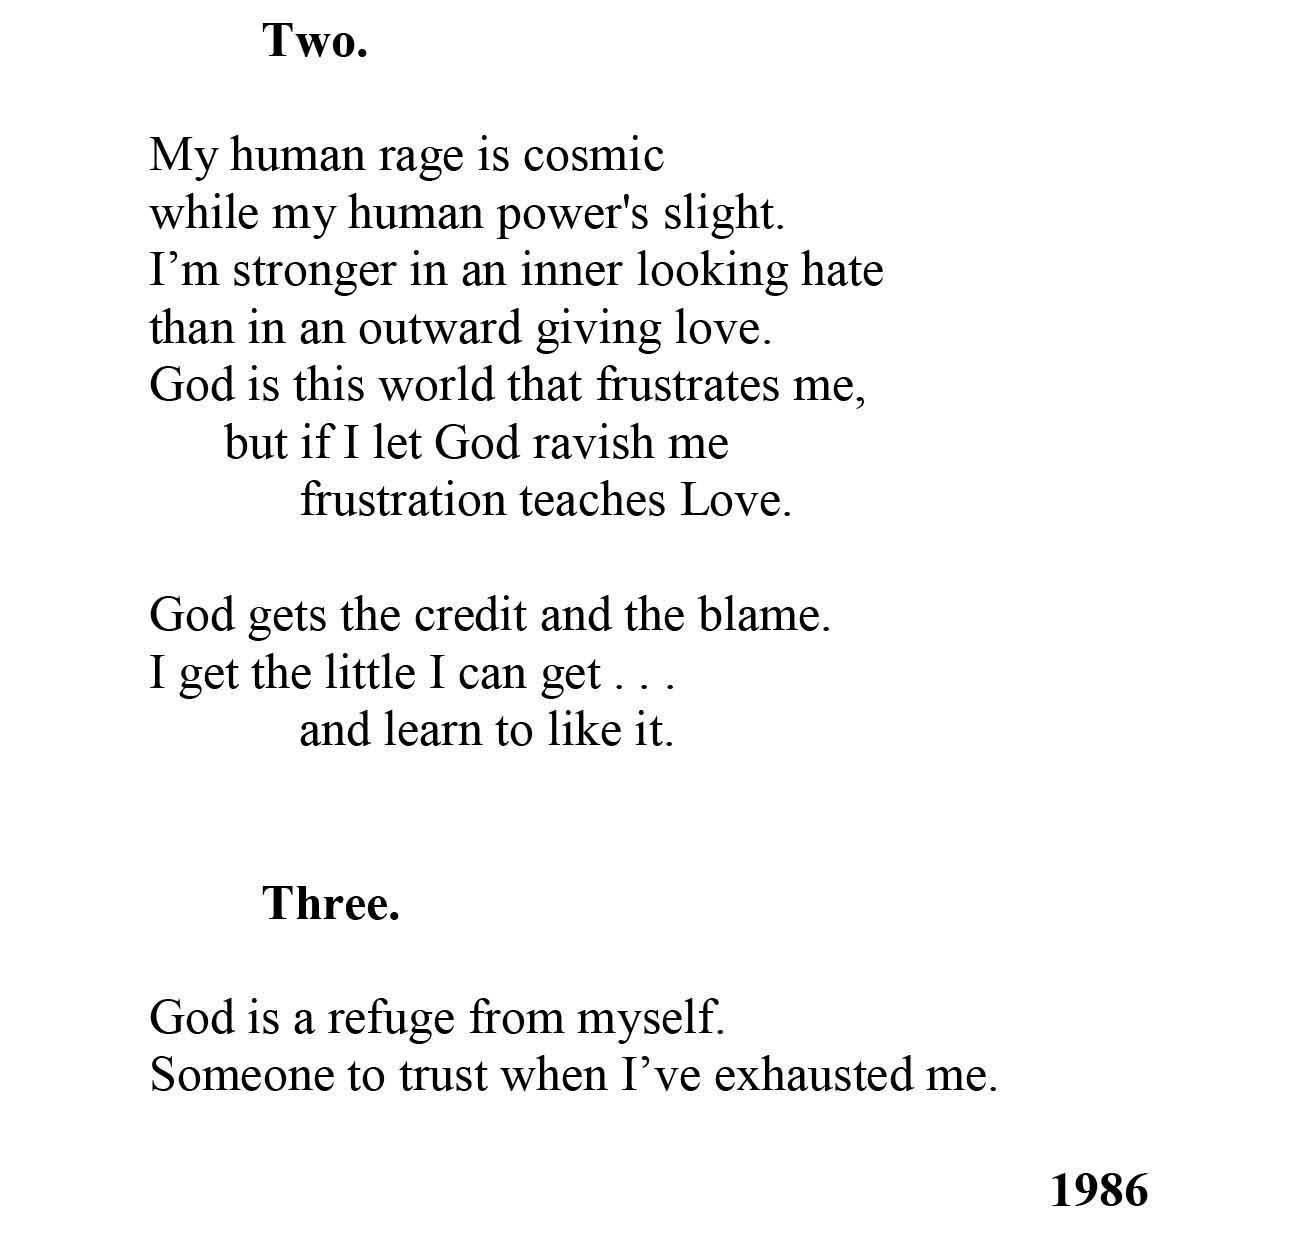 Two.
My human rage is cosmic
while my human power's slight.
I’m stronger in an inner looking hate
than in an outward giving love.
God is this world that frustrates me,
but if I let God ravish me
frustration teaches Love.
God gets the credit and the blame.
I get the little I can get . . .
and learn to like it.
Three.
God is a refuge from myself.
Someone to trust when I’ve exhausted me.
1986